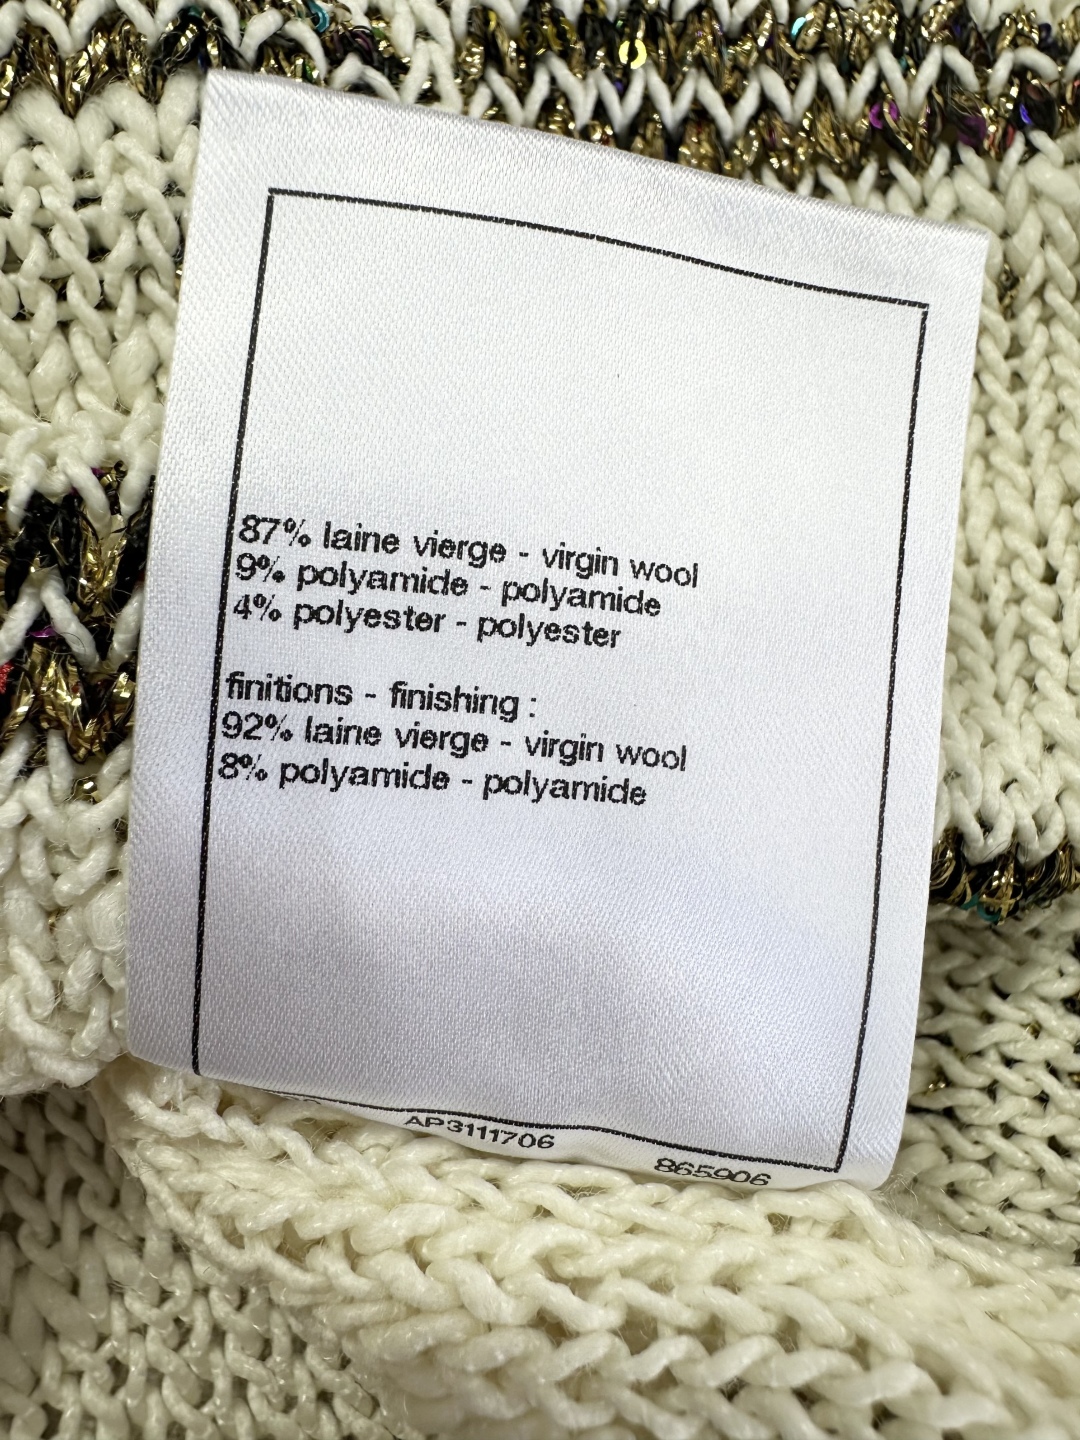 87% laine vierge - virgin wool
9% polyamide - polyamide
4% polyester - polyester
finitions - finishing :
92% laine vierge - virgin wool
8% polyamide - polyamide
AP3111706
865906